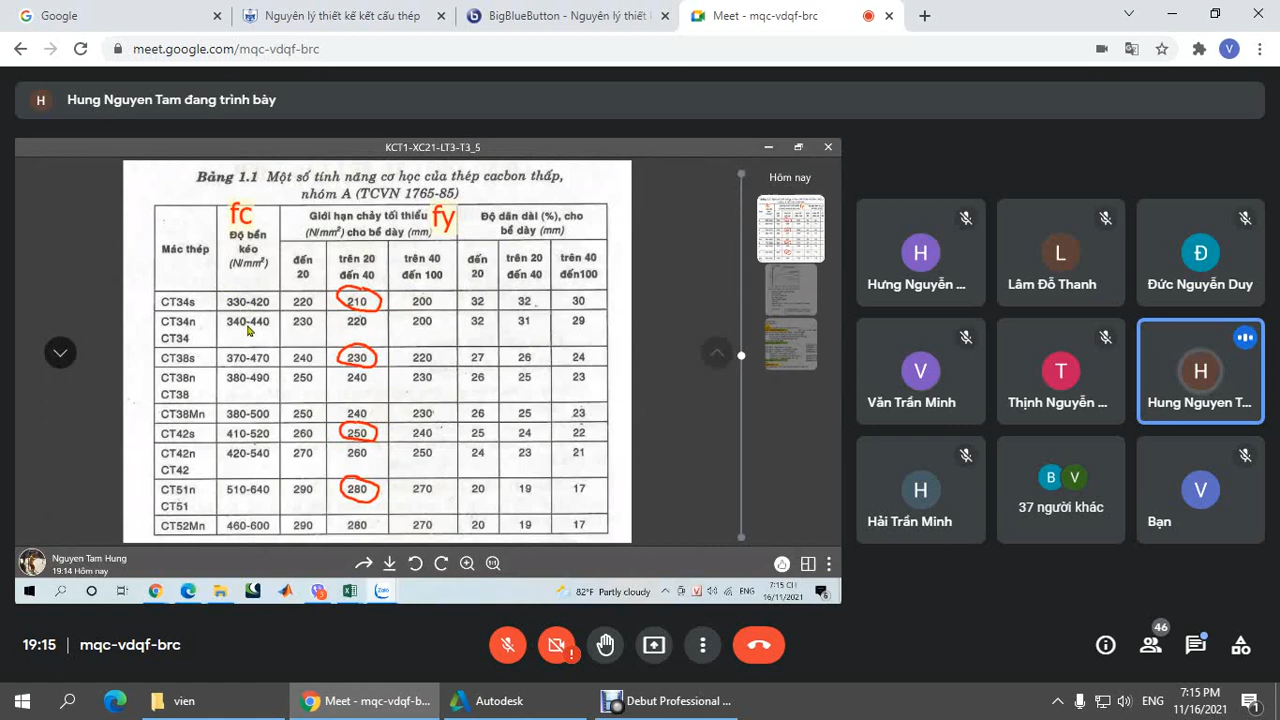 Google
Nguyên lý thiết kế kết cấu thép
BigBlueButton - Nguyên lý thiết
Meet - mqc-vdqf-brc
meet.google.com/mqc-vdqf-brc
V
H
Hung Nguyen Tam đang trình bày
KCT1-XC21-LT3-T3_5
Hôm nay
Bảng 1.1 Một số tính năng cơ học của thép cacbon thấp,
nhóm A (TCVN 1765-85)
Mác thép
fc
Độ bền
kéo
(N/mm²)
Giới hạn chảy tối thiểu fy
(N/mm²) cho bề dày (mm)
Độ dãn dài (%), cho
bề dày (mm)
đến 20 trên 20 đến 40 trên 40 đến 100 đến 20 trên 20 đến 40 trên 40 đến100
CT34s 330-420 220 210 200 32 32 30
CT34n 340-440 230 220 200 32 31 29
CT34
CT38s 370-470 240 230 220 27 26 24
CT38n 380-490 250 240 230 26 25 23
CT38
CT38Mn 380-500 250 240 230 26 25 23
CT42s 410-520 260 250 240 25 24 22
CT42n 420-540 270 260 250 24 23 21
CT42
CT51n 510-640 290 280 270 20 19 17
CT51
CT52Mn 460-600 290 280 270 20 19 17
Nguyen Tam Hung
19:14 Hôm nay
1:1
82°F Partly cloudy
ENG
7:15 CH
16/11/2021
6
H
Hưng Nguyễn ...
L
Lâm Đỗ Thanh
Đ
Đức Nguyễn Duy
V
Văn Trần Minh
T
Thịnh Nguyễn ...
H
Hung Nguyen T...
H
Hải Trần Minh
B V
37 người khác
V
Bạn
19:15 | mqc-vdqf-brc
46
vien
Meet - mqc-vdqf-b...
Autodesk
Debut Professional ...
ENG
7:15 PM
11/16/2021
1